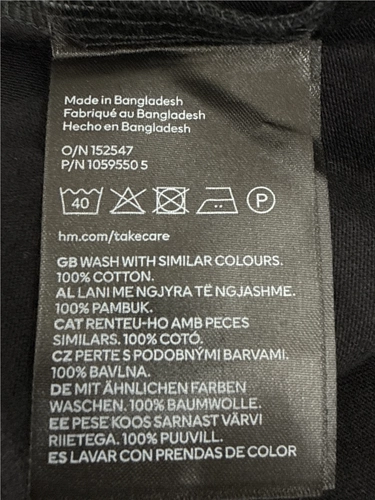 Made in Bangladesh
Fabriqué au Bangladesh
Hecho en Bangladesh
O/N 152547
P/N 1059550 5
40
P
hm.com/takecare
GB WASH WITH SIMILAR COLOURS.
100% COTTON.
AL LANI ME NGJYRA TË NGJASHME.
100% PAMBUK.
CAT RENTEU-HO AMB PECES
SIMILARS. 100% COTÓ.
CZ PERTE S PODOBNÝMI BARVAMI.
100% BAVLNA.
DE MIT ÄHNLICHEN FARBEN
WASCHEN. 100% BAUMWOLLE.
EE PESE KOOS SARNAST VÄRVI
RIIETEGA. 100% PUUVILL.
ES LAVAR CON PRENDAS DE COLOR